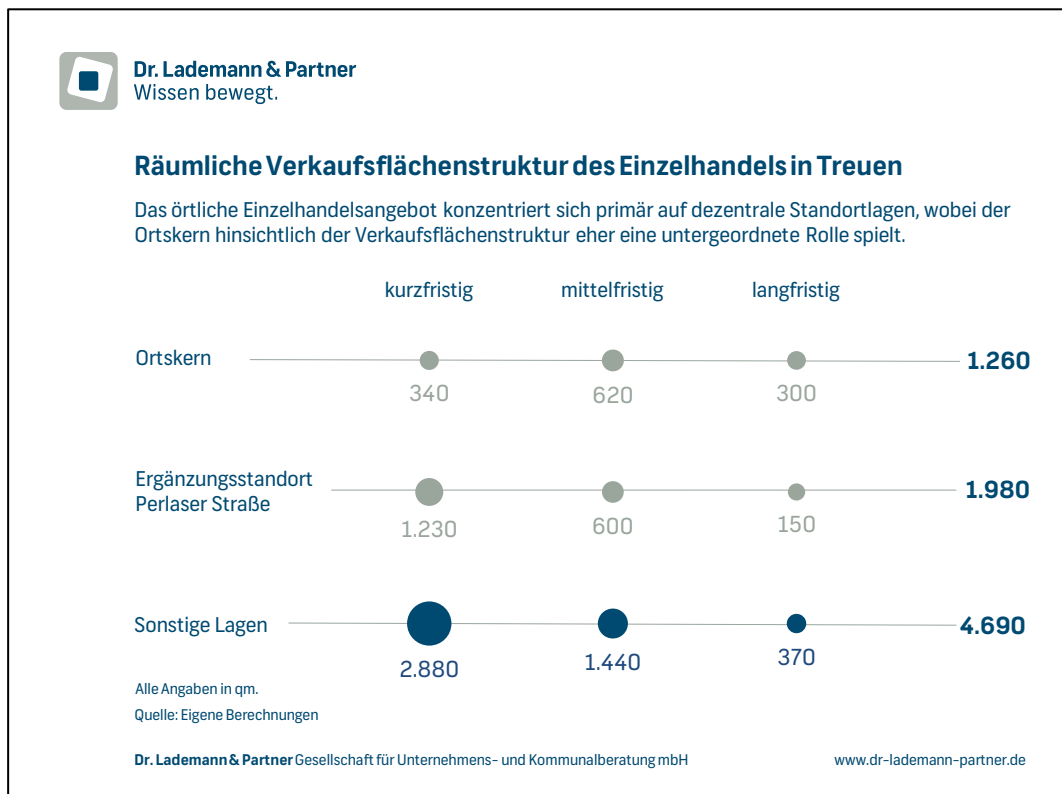 Dr. Lademann & Partner
Wissen bewegt.
Räumliche Verkaufsflächenstruktur des Einzelhandels in Treuen
Das örtliche Einzelhandelsangebot konzentriert sich primär auf dezentrale Standortlagen, wobei der
Ortskern hinsichtlich der Verkaufsflächenstruktur eher eine untergeordnete Rolle spielt.
kurzfristig mittelfristig langfristig
Ortskern 1.260
340 620 300
Ergänzungsstandort
Perlaser Straße 1.980
1.230 600 150
Sonstige Lagen 4.690
2.880 1.440 370
Alle Angaben in qm.
Quelle: Eigene Berechnungen
Dr. Lademann & Partner Gesellschaft für Unternehmens- und Kommunalberatung mbH www.dr-lademann-partner.de